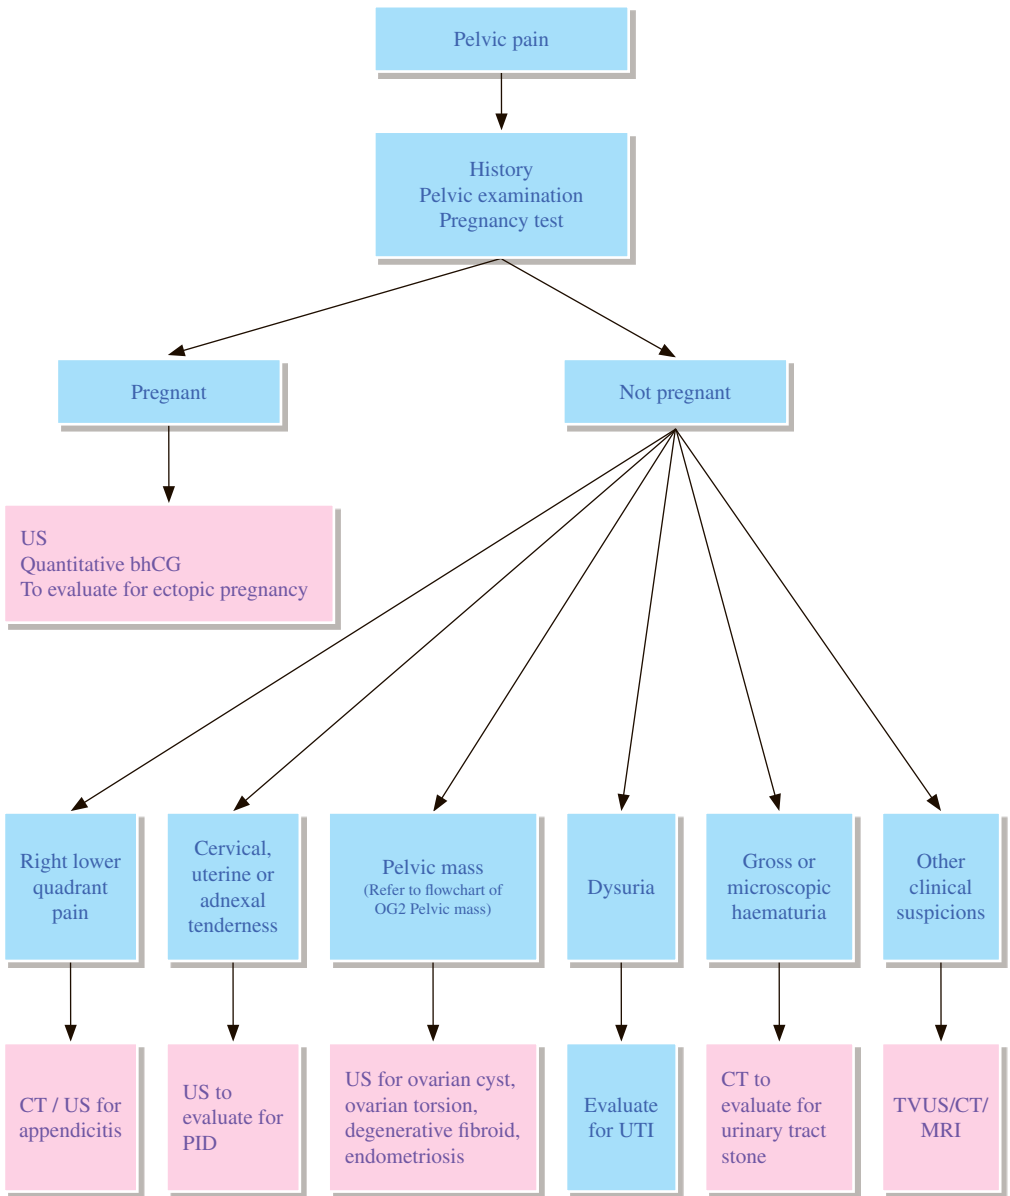 Pelvic pain
History
Pelvic examination
Pregnancy test
Pregnant
Not pregnant
US
Quantitative bhCG
To evaluate for ectopic pregnancy
Right lower
quadrant
pain
Cervical,
uterine or
adnexal
tenderness
Pelvic mass
(Refer to flowchart of
OG2 Pelvic mass)
Dysuria
Gross or
microscopic
haematuria
Other
clinical
suspicions
CT / US for
appendicitis
US to
evaluate for
PID
US for ovarian cyst,
ovarian torsion,
degenerative fibroid,
endometriosis
Evaluate
for UTI
CT to
evaluate for
urinary tract
stone
TVUS/CT/
MRI